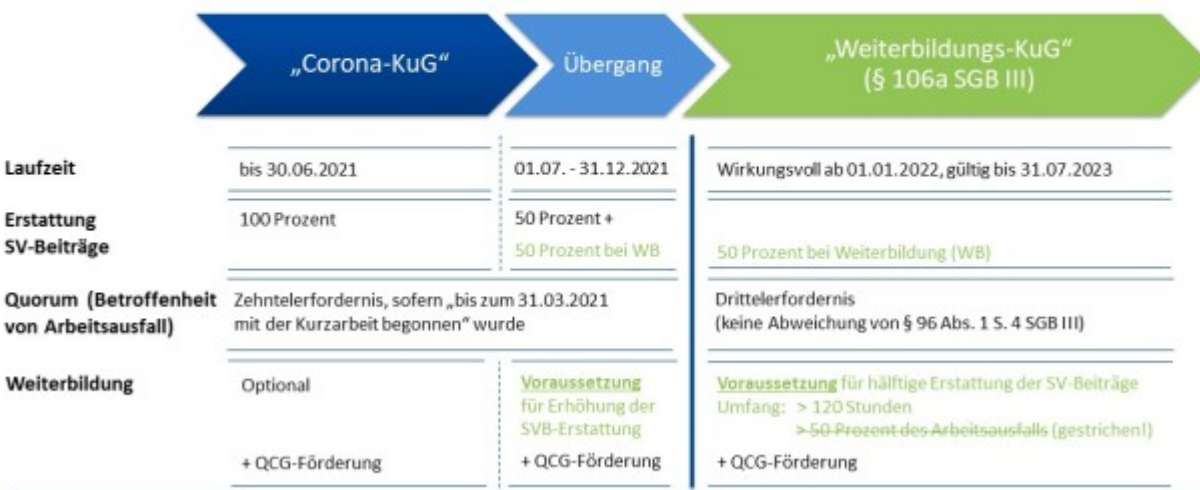 „Corona-KuG“
Übergang
„Weiterbildungs-KuG“
(§ 106a SGB III)
Laufzeit
bis 30.06.2021
01.07. - 31.12.2021
Wirkungsvoll ab 01.01.2022, gültig bis 31.07.2023
Erstattung
SV-Beiträge
100 Prozent
50 Prozent +
50 Prozent bei WB
50 Prozent bei Weiterbildung (WB)
Quorum (Betroffenheit
von Arbeitsausfall)
Zehntelerfordernis, sofern „bis zum 31.03.2021
mit der Kurzarbeit begonnen“ wurde
Drittelerfordernis
(keine Abweichung von § 96 Abs. 1 S. 4 SGB III)
Weiterbildung
Optional
+ QCG-Förderung
Voraussetzung
für Erhöhung der
SVB-Erstattung
+ QCG-Förderung
Voraussetzung für hälftige Erstattung der SV-Beiträge
Umfang: > 120 Stunden
> 50 Prozent des Arbeitsausfalls (gestrichen!)
+ QCG-Förderung